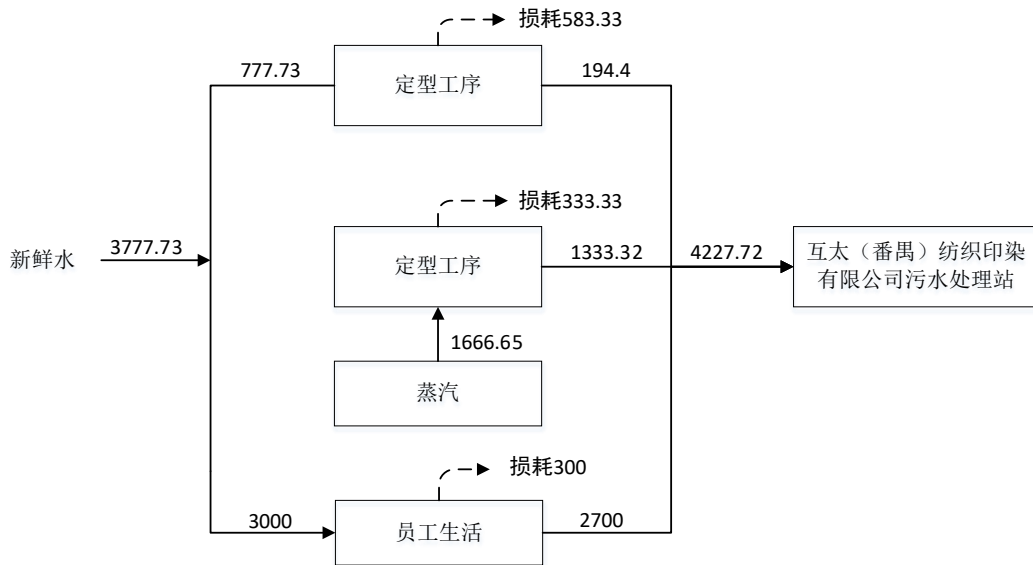 损耗583.33
777.73
定型工序
194.4
损耗333.33
新鲜水
3777.73
定型工序
1333.32
4227.72
互太（番禺）纺织印染
有限公司污水处理站
1666.65
蒸汽
损耗300
3000
员工生活
2700